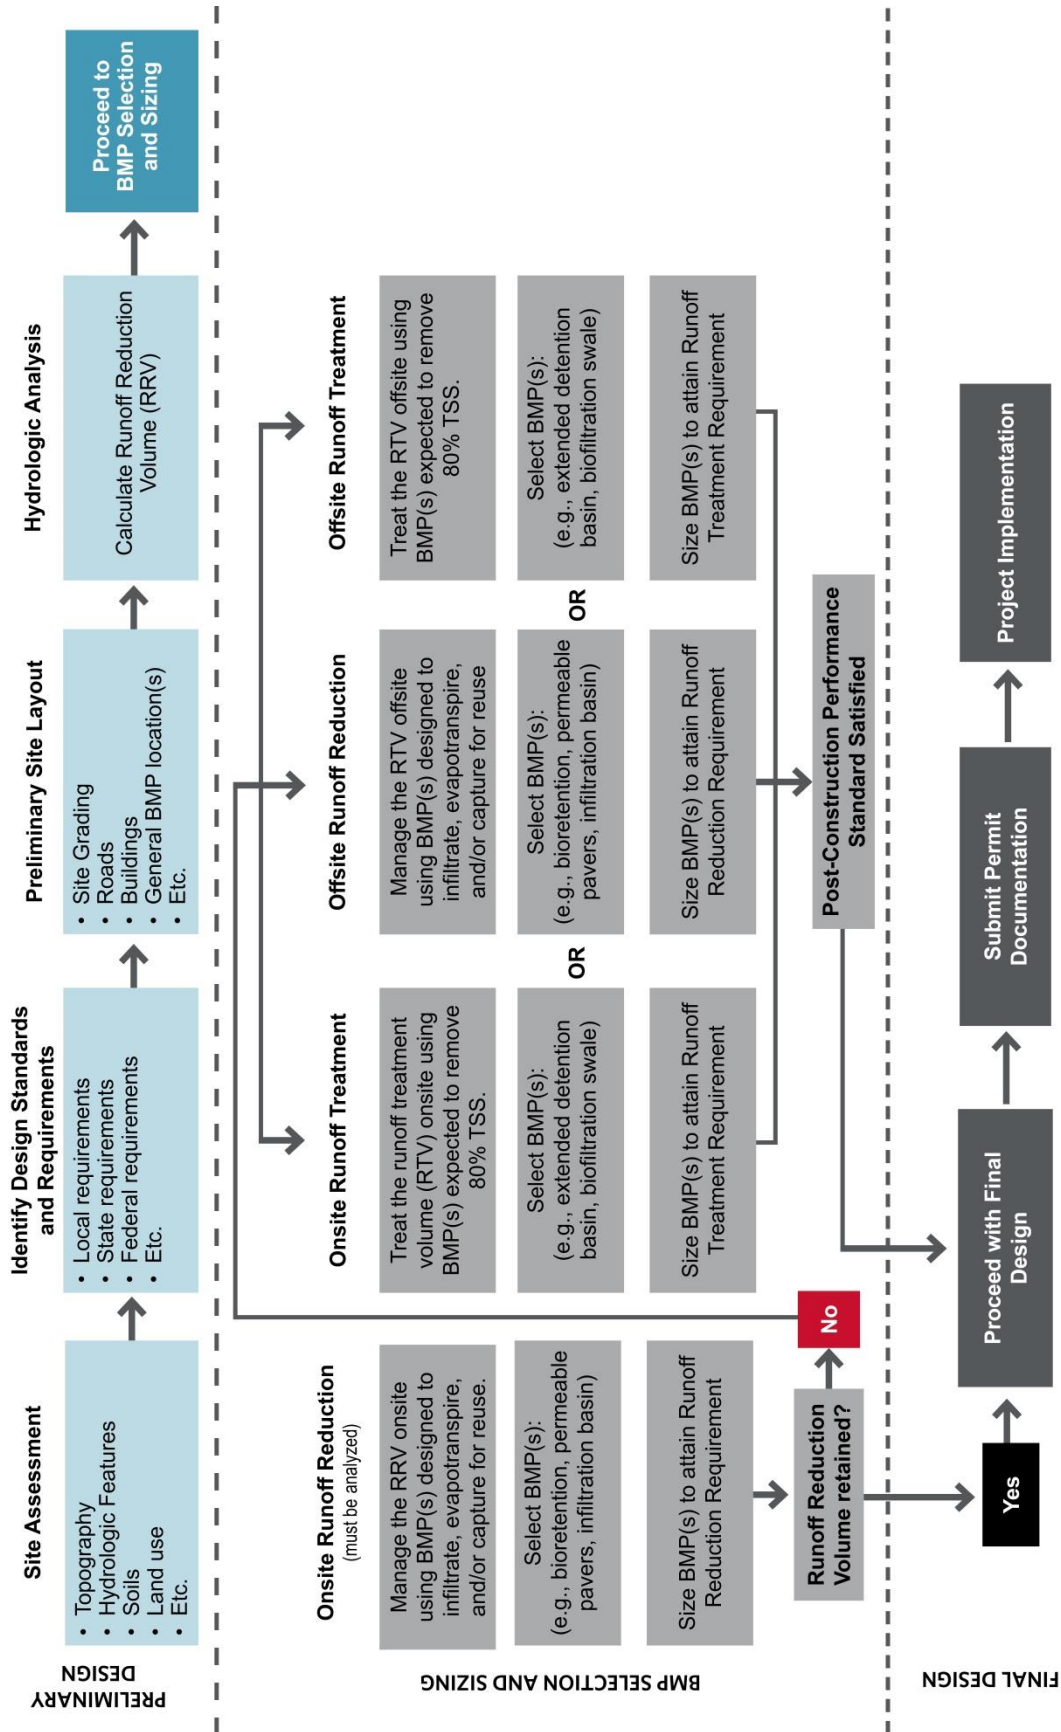 PRELIMINARY
DESIGN
Site Assessment
• Topography
• Hydrologic Features
• Soils
• Land use
• Etc.
Identify Design Standards
and Requirements
• Local requirements
• State requirements
• Federal requirements
• Etc.
Preliminary Site Layout
• Site Grading
• Roads
• Buildings
• General BMP location(s)
• Etc.
Hydrologic Analysis
Calculate Runoff Reduction
Volume (RRV)
Proceed to
BMP Selection
and Sizing
BMP SELECTION AND SIZING
Onsite Runoff Reduction
(must be analyzed)
Manage the RRV onsite
using BMP(s) designed to
infiltrate, evapotranspire,
and/or capture for reuse.
Select BMP(s):
(e.g., bioretention, permeable
pavers, infiltration basin)
Size BMP(s) to attain Runoff
Reduction Requirement
Runoff Reduction
Volume retained?
No
Onsite Runoff Treatment
Treat the runoff treatment
volume (RTV) onsite using
BMP(s) expected to remove
80% TSS.
Select BMP(s):
(e.g., extended detention
basin, biofiltration swale)
Size BMP(s) to attain Runoff
Treatment Requirement
OR
Offsite Runoff Reduction
Manage the RTV offsite
using BMP(s) designed to
infiltrate, evapotranspire,
and/or capture for reuse
Select BMP(s):
(e.g., bioretention, permeable
pavers, infiltration basin)
Size BMP(s) to attain Runoff
Reduction Requirement
OR
Offsite Runoff Treatment
Treat the RTV offsite using
BMP(s) expected to remove
80% TSS.
Select BMP(s):
(e.g., extended detention
basin, biofiltration swale)
Size BMP(s) to attain Runoff
Treatment Requirement
Post-Construction Performance
Standard Satisfied
FINAL DESIGN
Yes
Proceed with Final
Design
Submit Permit
Documentation
Project Implementation